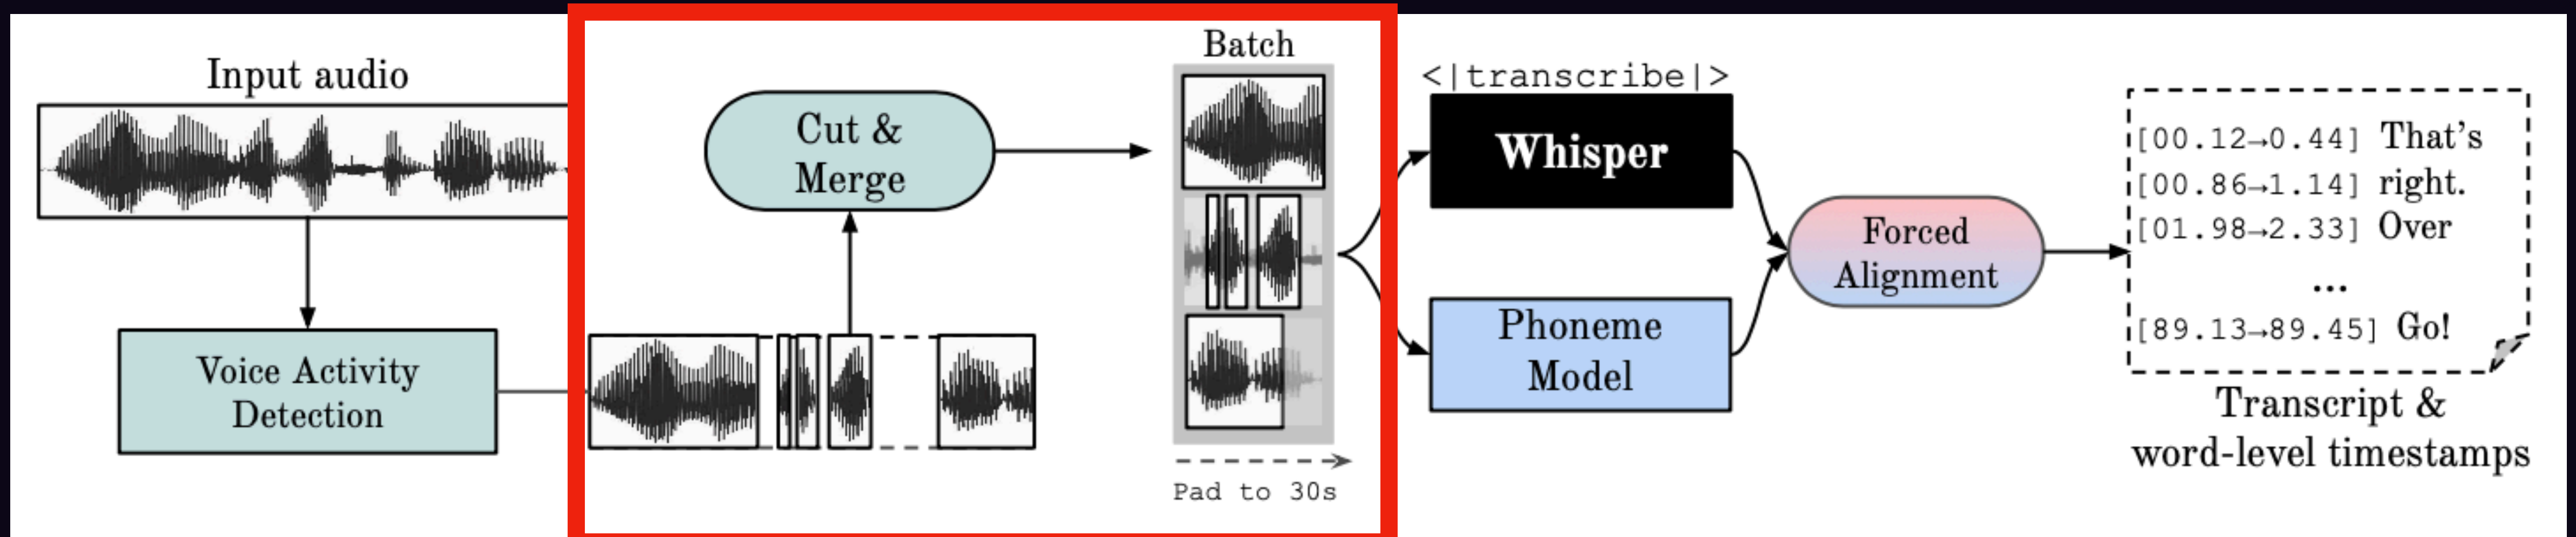 Input audio
Voice Activity
Detection
Cut &
Merge
Batch
Pad to 30s
<|transcribe|>
Whisper
Phoneme
Model
Forced
Alignment
[00.12→0.44] That's
[00.86→1.14] right.
[01.98→2.33] Over
...
[89.13→89.45] Go!
Transcript &
word-level timestamps